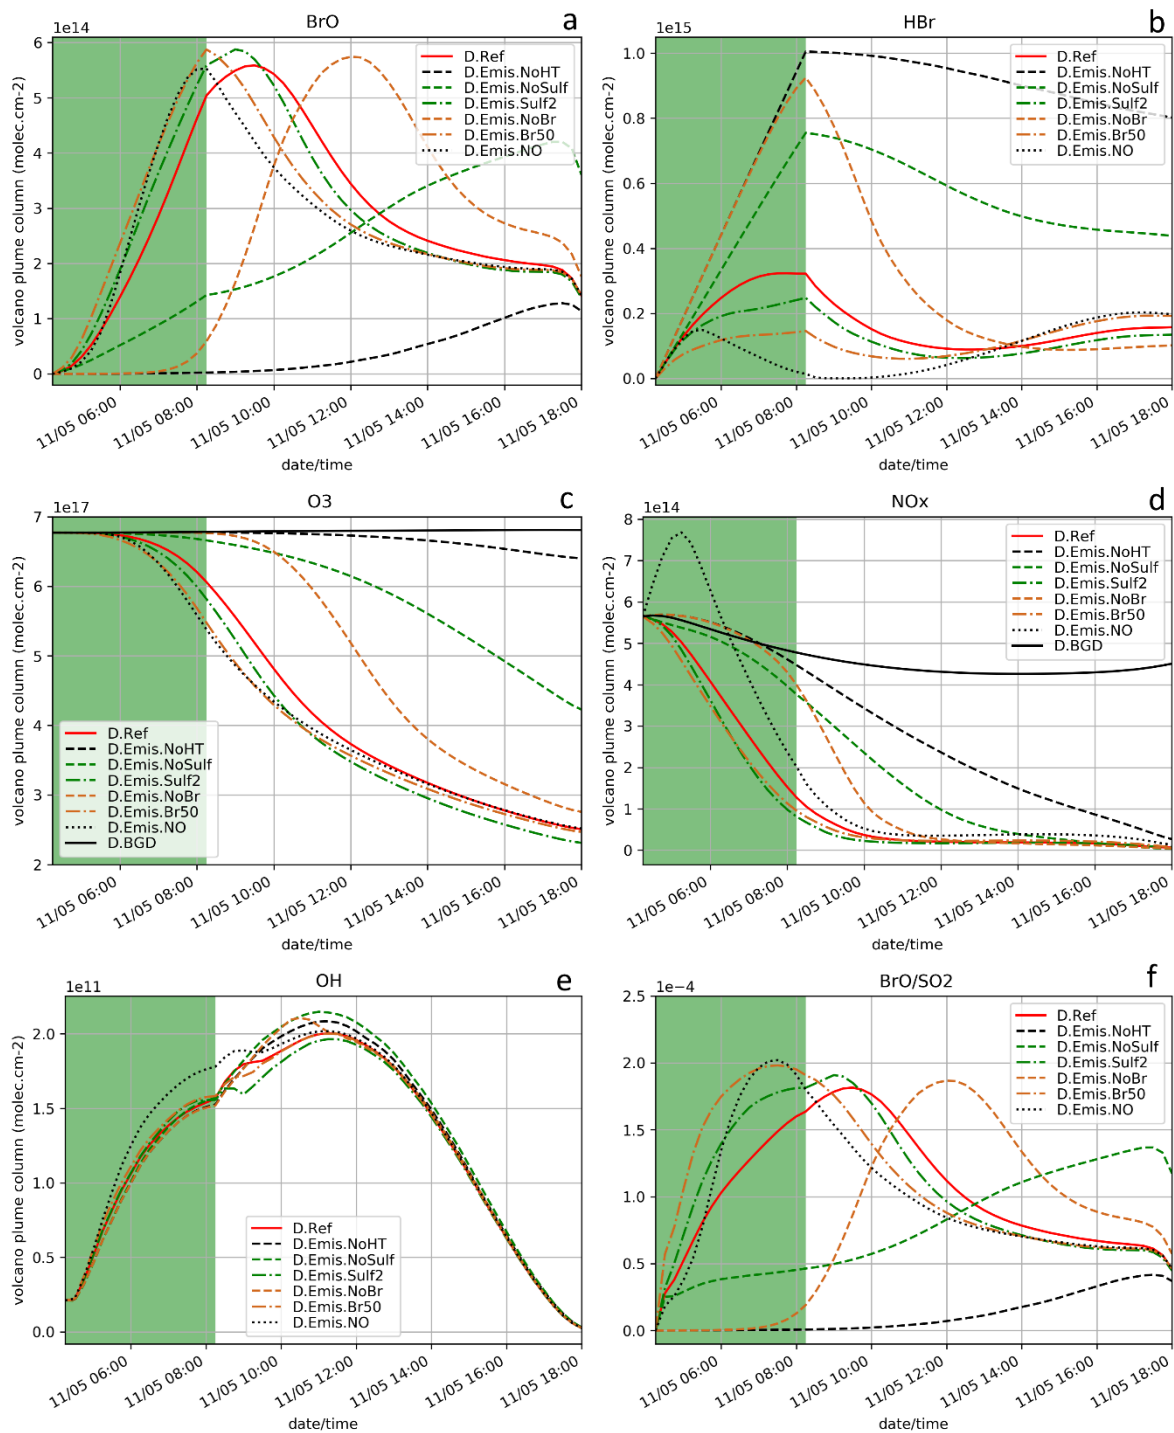 BrO
a
1e14
volcano plume column (molec.cm-2)
6
5
4
3
2
1
0
D.Ref
D.Emis.NoHT
D.Emis.NoSulf
D.Emis.Sulf2
D.Emis.NoBr
D.Emis.Br50
D.Emis.NO
11/05 06:00
11/05 08:00
11/05 10:00
11/05 12:00
11/05 14:00
11/05 16:00
11/05 18:00
date/time
HBr
b
1e15
volcano plume column (molec.cm-2)
1.0
0.8
0.6
0.4
0.2
0.0
D.Ref
D.Emis.NoHT
D.Emis.NoSulf
D.Emis.Sulf2
D.Emis.NoBr
D.Emis.Br50
D.Emis.NO
11/05 06:00
11/05 08:00
11/05 10:00
11/05 12:00
11/05 14:00
11/05 16:00
11/05 18:00
date/time
O3
c
1e17
volcano plume column (molec.cm-2)
7
6
5
4
3
2
D.Ref
D.Emis.NoHT
D.Emis.NoSulf
D.Emis.Sulf2
D.Emis.NoBr
D.Emis.Br50
D.Emis.NO
D.BGD
11/05 06:00
11/05 08:00
11/05 10:00
11/05 12:00
11/05 14:00
11/05 16:00
11/05 18:00
date/time
NOx
d
1e14
volcano plume column (molec.cm-2)
8
7
6
5
4
3
2
1
0
D.Ref
D.Emis.NoHT
D.Emis.NoSulf
D.Emis.Sulf2
D.Emis.NoBr
D.Emis.Br50
D.Emis.NO
D.BGD
11/05 06:00
11/05 08:00
11/05 10:00
11/05 12:00
11/05 14:00
11/05 16:00
11/05 18:00
date/time
OH
e
1e11
volcano plume column (molec.cm-2)
2.0
1.5
1.0
0.5
0.0
D.Ref
D.Emis.NoHT
D.Emis.NoSulf
D.Emis.Sulf2
D.Emis.NoBr
D.Emis.Br50
D.Emis.NO
11/05 06:00
11/05 08:00
11/05 10:00
11/05 12:00
11/05 14:00
11/05 16:00
11/05 18:00
date/time
BrO/SO2
f
1e−4
volcano plume column (molec.cm-2)
2.5
2.0
1.5
1.0
0.5
0.0
D.Ref
D.Emis.NoHT
D.Emis.NoSulf
D.Emis.Sulf2
D.Emis.NoBr
D.Emis.Br50
D.Emis.NO
11/05 06:00
11/05 08:00
11/05 10:00
11/05 12:00
11/05 14:00
11/05 16:00
11/05 18:00
date/time